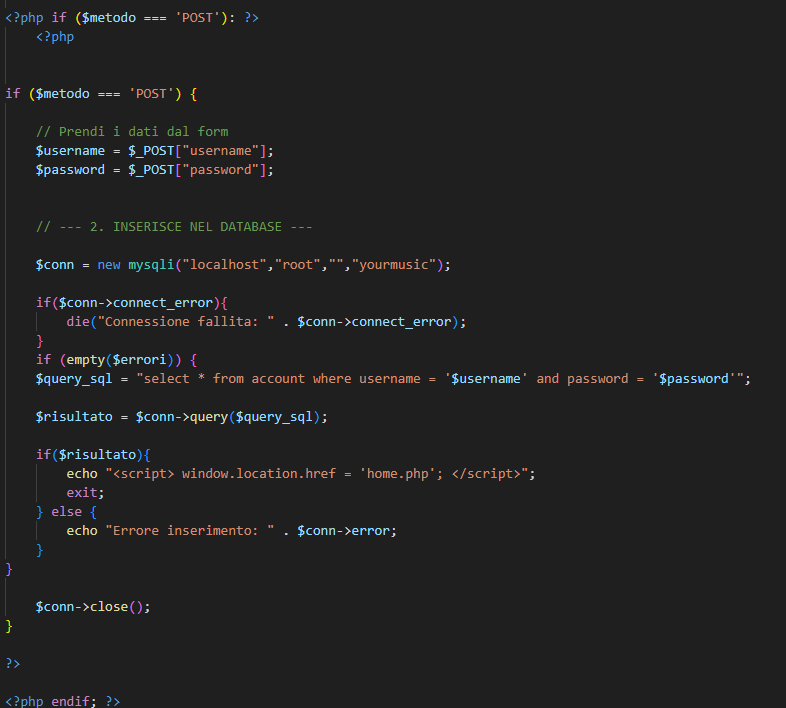 <?php if ($metodo === 'POST'): ?>
<?php
if ($metodo === 'POST') {
// Prendi i dati dal form
$username = $_POST["username"];
$password = $_POST["password"];
// --- 2. INSERISCE NEL DATABASE ---
$conn = new mysqli("localhost","root","","yourmusic");
if($conn->connect_error){
die("Connessione fallita: " . $conn->connect_error);
}
if (empty($errori)) {
$query_sql = "select * from account where username = '$username' and password = '$password'";
$risultato = $conn->query($query_sql);
if($risultato){
echo "<script> window.location.href = 'home.php'; </script>";
exit;
} else {
echo "Errore inserimento: " . $conn->error;
}
}
$conn->close();
}
?>
<?php endif; ?>